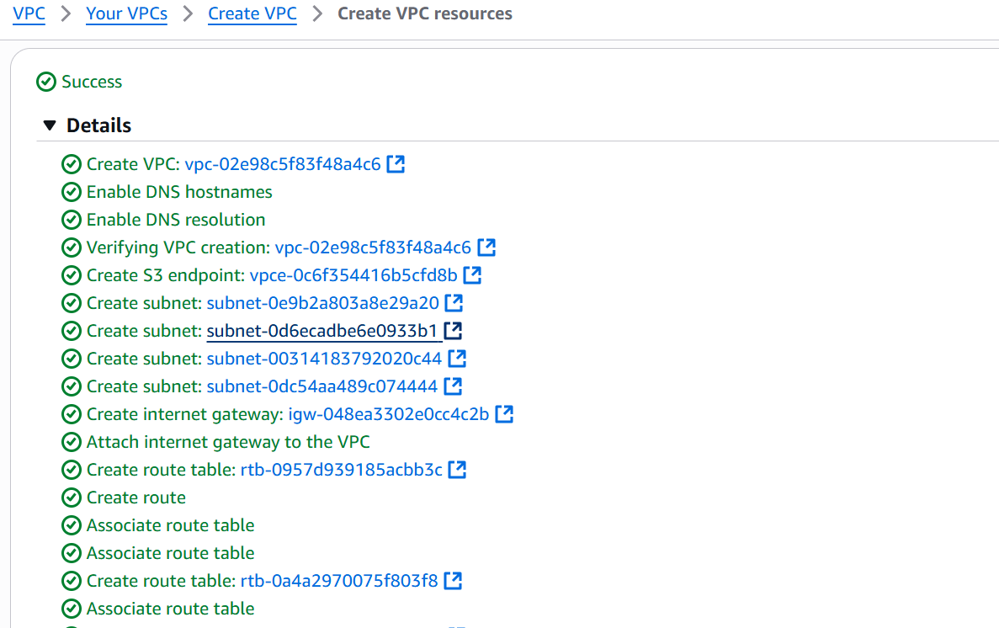 VPC > Your VPCs > Create VPC > Create VPC resources
Success
Details
Create VPC: vpc-02e98c5f83f48a4c6
Enable DNS hostnames
Enable DNS resolution
Verifying VPC creation: vpc-02e98c5f83f48a4c6
Create S3 endpoint: vpce-0c6f354416b5cfd8b
Create subnet: subnet-0e9b2a803a8e29a20
Create subnet: subnet-0d6ecadbe6e0933b1
Create subnet: subnet-00314183792020c44
Create subnet: subnet-0dc54aa489c074444
Create internet gateway: igw-048ea3302e0cc4c2b
Attach internet gateway to the VPC
Create route table: rtb-0957d939185acbb3c
Create route
Associate route table
Associate route table
Create route table: rtb-0a4a2970075f803f8
Associate route table